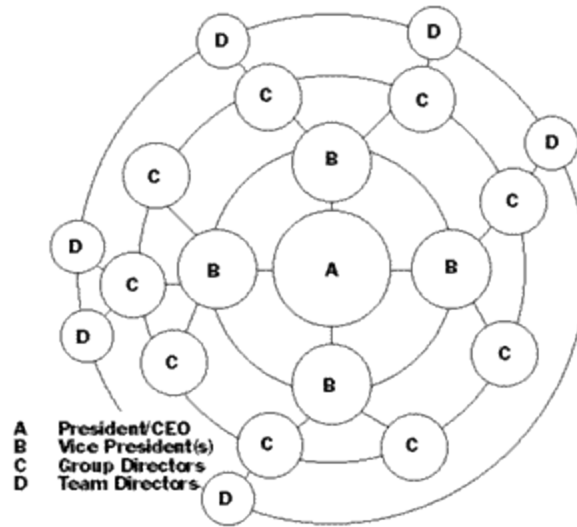 D
D
C
C
D
B
C
C
D
B
A
B
C
D
C
C
B
C
C
D
A President/CEO
B Vice President(s)
C Group Directors
D Team Directors